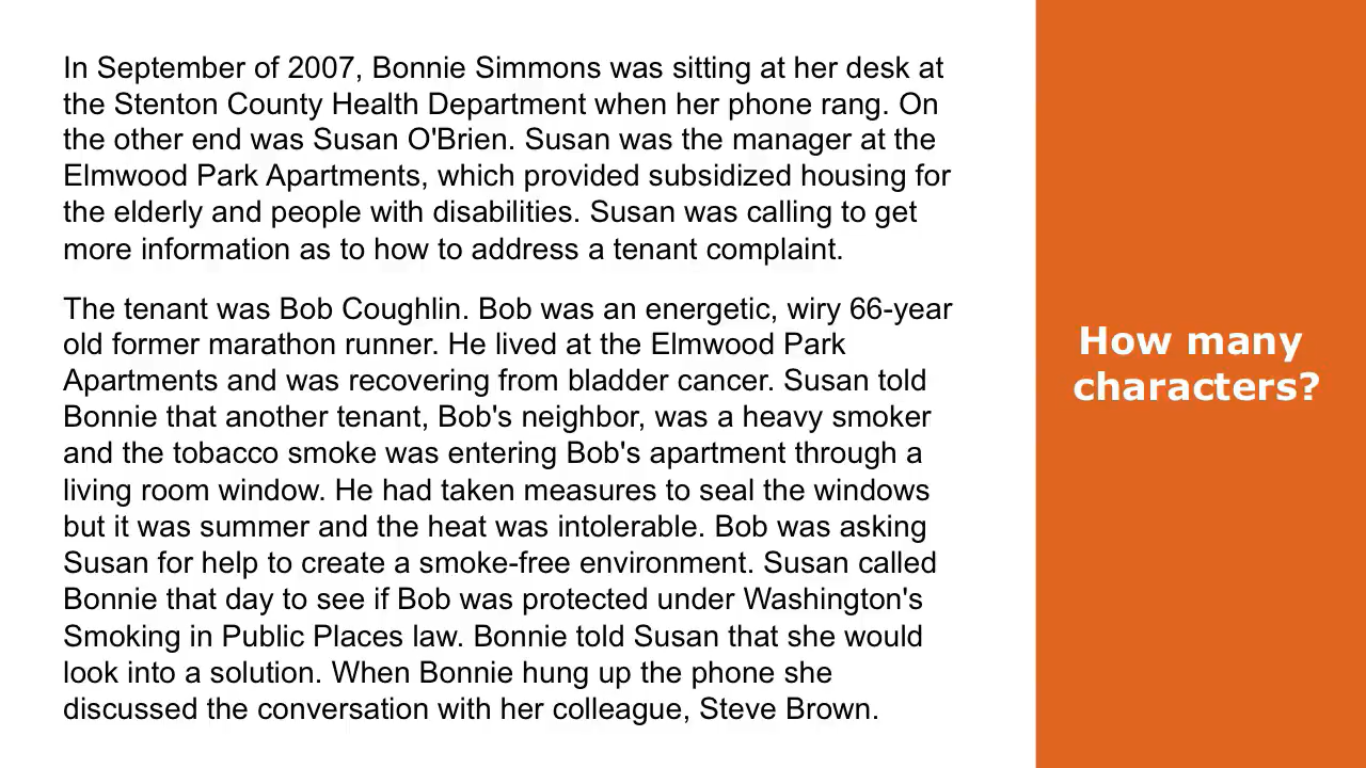 In September of 2007, Bonnie Simmons was sitting at her desk at
the Stenton County Health Department when her phone rang. On
the other end was Susan O'Brien. Susan was the manager at the
Elmwood Park Apartments, which provided subsidized housing for
the elderly and people with disabilities. Susan was calling to get
more information as to how to address a tenant complaint.
The tenant was Bob Coughlin. Bob was an energetic, wiry 66-year
old former marathon runner. He lived at the Elmwood Park
Apartments and was recovering from bladder cancer. Susan told
Bonnie that another tenant, Bob's neighbor, was a heavy smoker
and the tobacco smoke was entering Bob's apartment through a
living room window. He had taken measures to seal the windows
but it was summer and the heat was intolerable. Bob was asking
Susan for help to create a smoke-free environment. Susan called
Bonnie that day to see if Bob was protected under Washington's
Smoking in Public Places law. Bonnie told Susan that she would
look into a solution. When Bonnie hung up the phone she
discussed the conversation with her colleague, Steve Brown.
How many
characters?